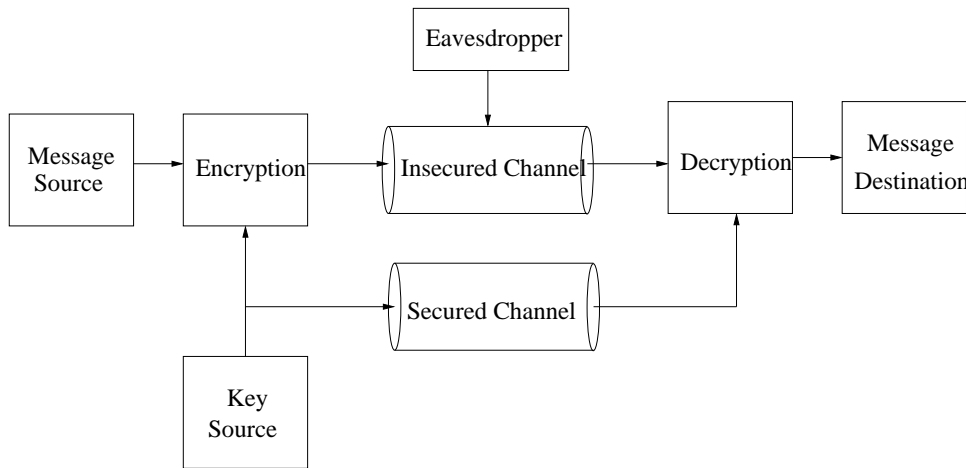 Eavesdropper
Message
Source
Encryption
Insecured Channel
Decryption
Message
Destination
Secured Channel
Key
Source